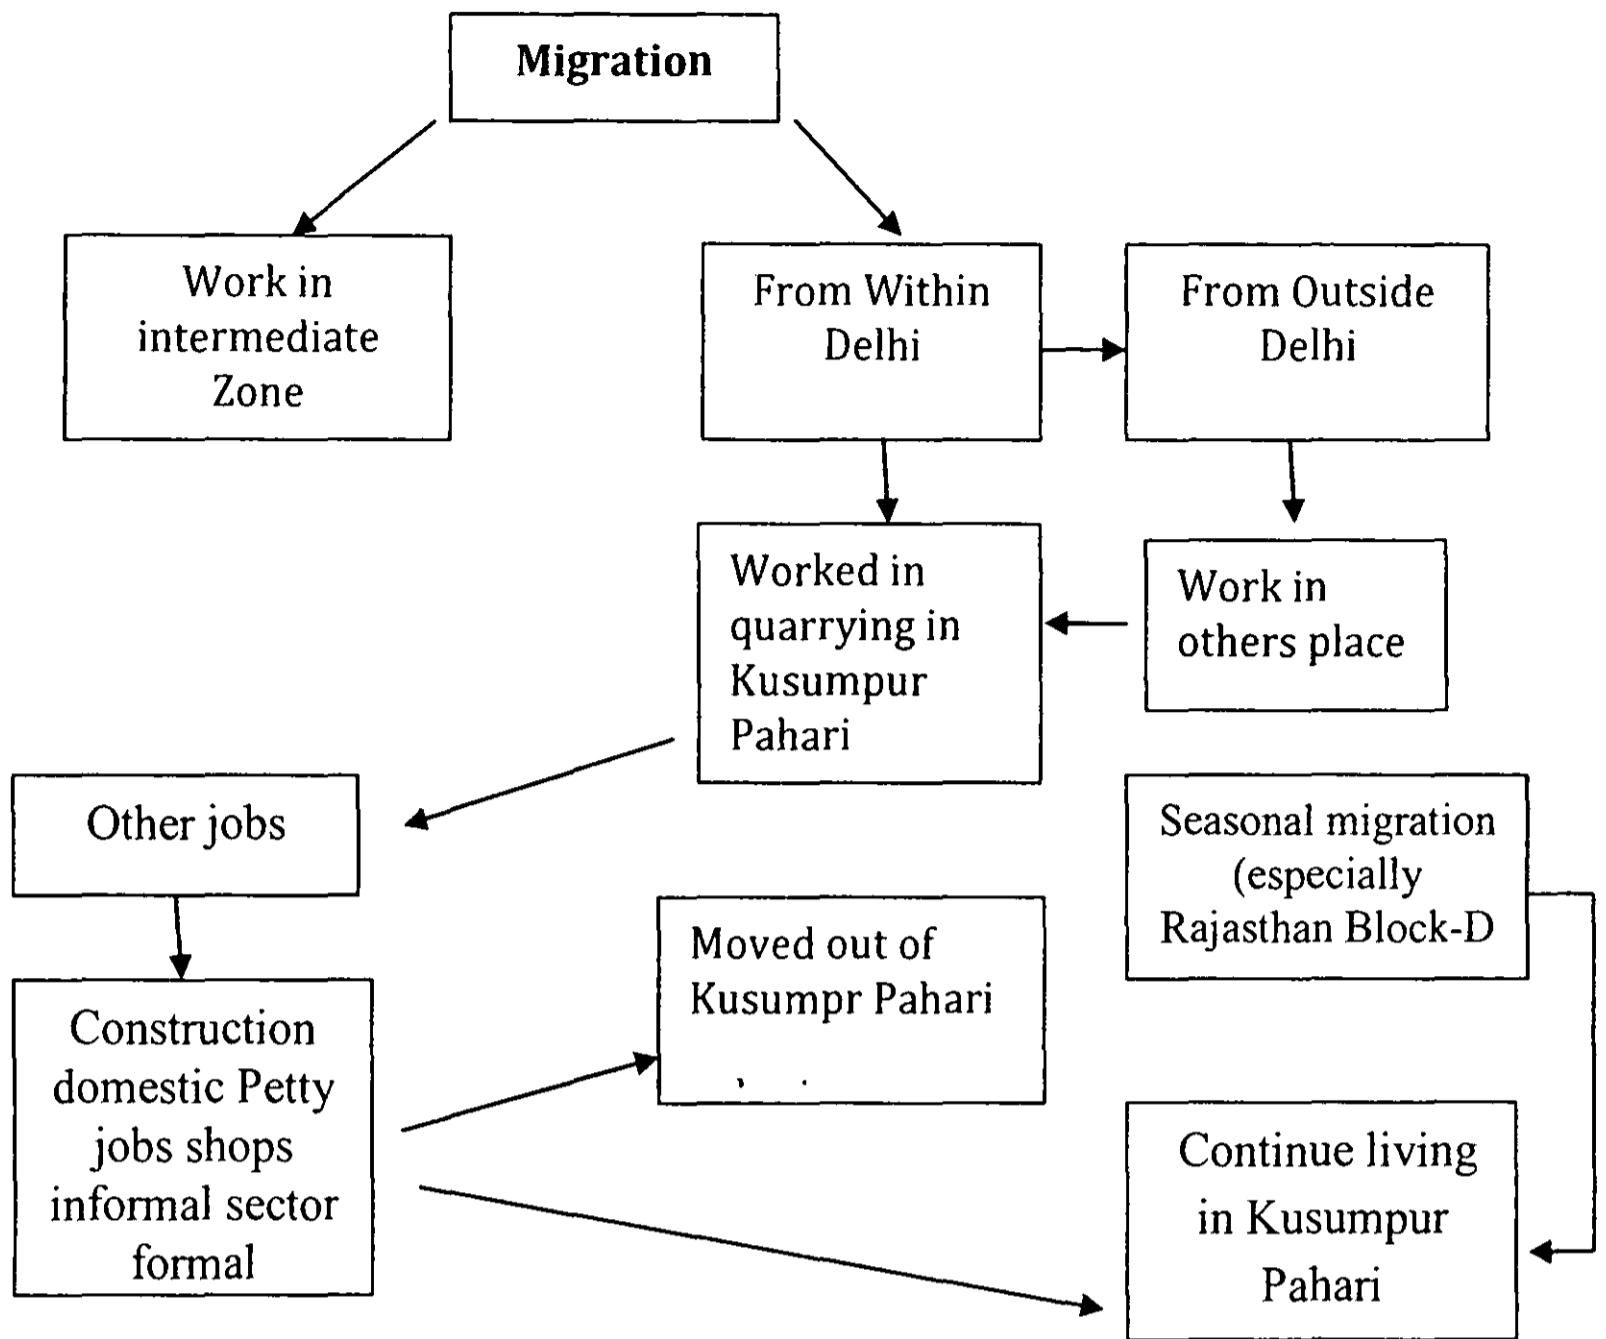 Migration
Work in
intermediate
Zone
From Within
Delhi
From Outside
Delhi
Worked in
quarrying in
Kusumpur
Pahari
Work in
others place
Other jobs
Seasonal migration
(especially
Rajasthan Block-D
Moved out of
Kusumpr Pahari
Construction
domestic Petty
jobs shops
informal sector
formal
Continue living
in Kusumpur
Pahari